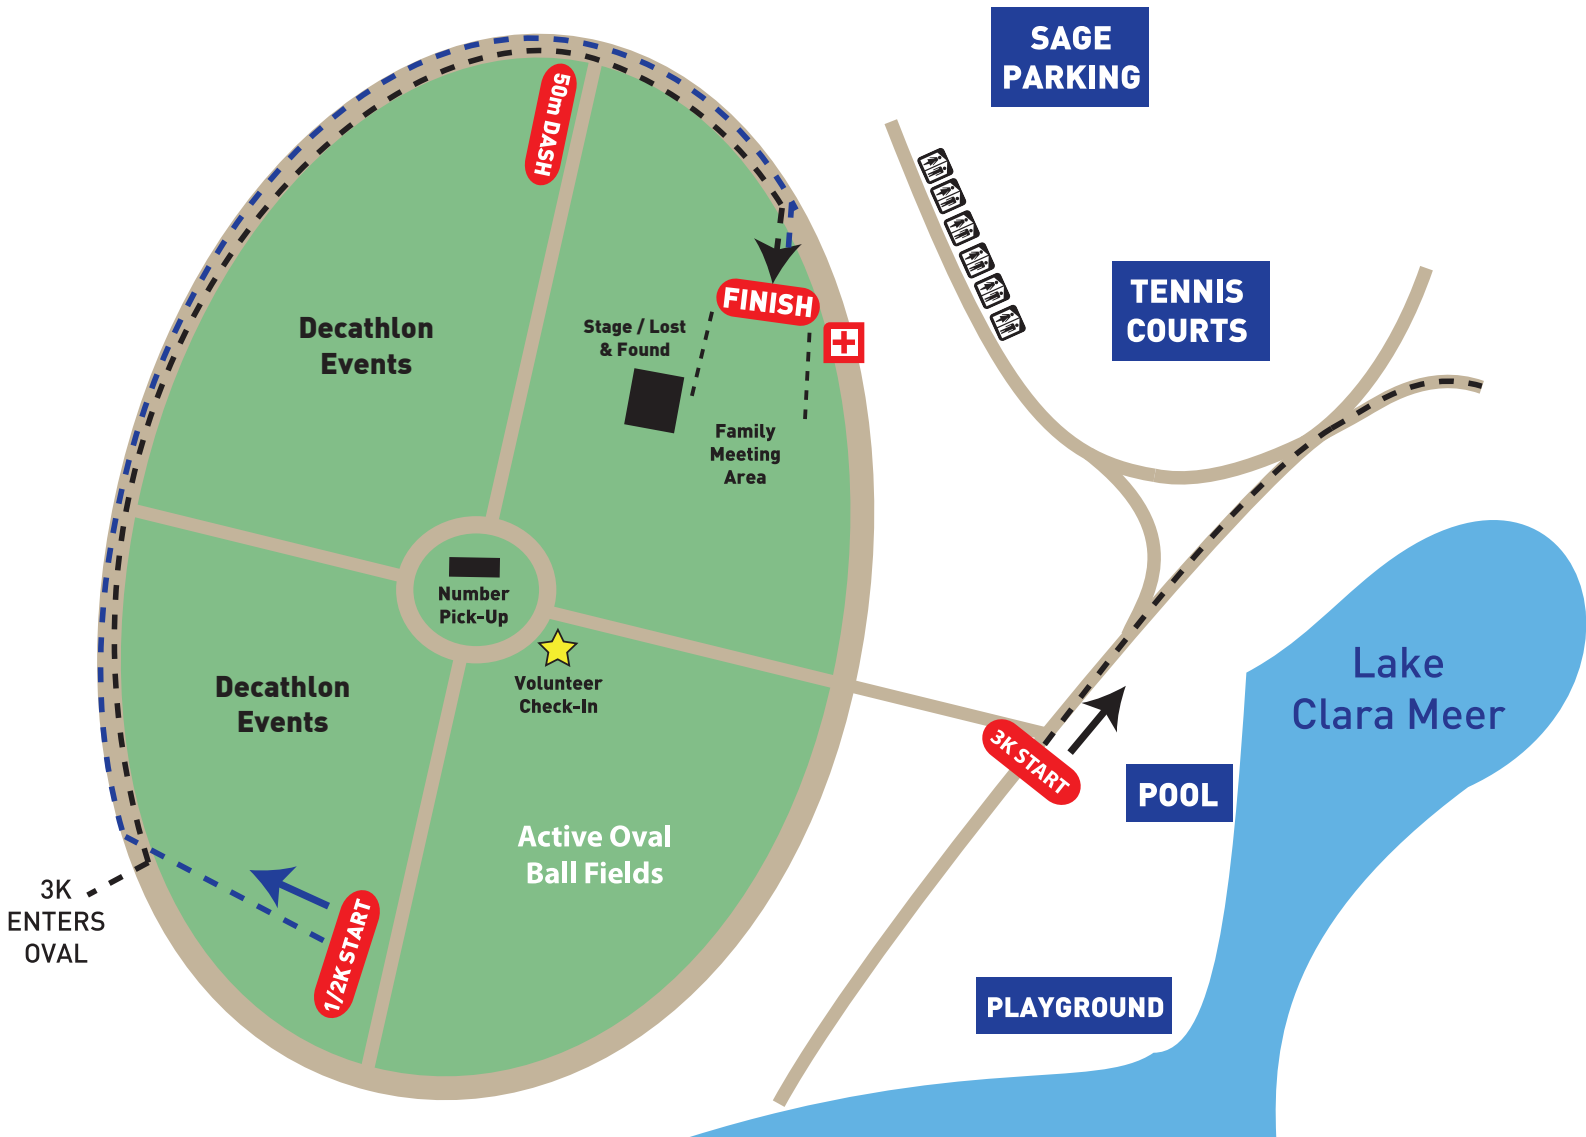 SAGE
PARKING
50m DASH
TENNIS
COURTS
FINISH
Decathlon
Events
Stage / Lost
& Found
Family
Meeting
Area
Number
Pick-Up
Volunteer
Check-In
Decathlon
Events
Lake
Clara Meer
3K START
POOL
Active Oval
Ball Fields
3K
ENTERS
OVAL
1/2K START
PLAYGROUND